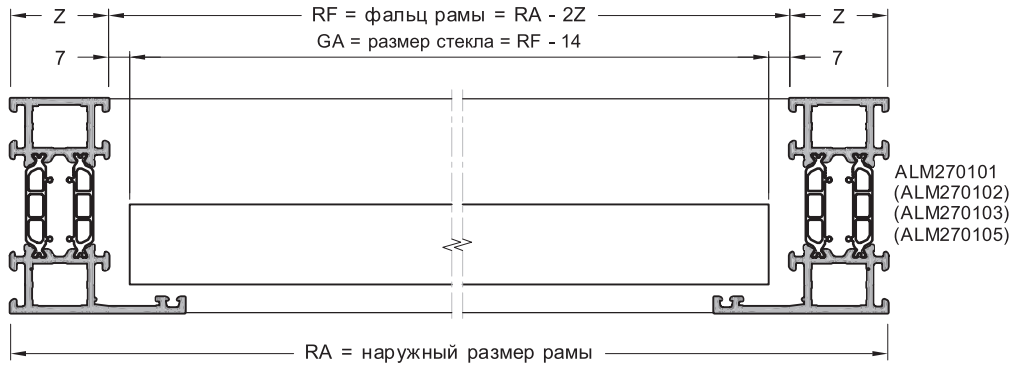 Z
RF = фальц рамы = RA - 2Z
Z
GA = размер стекла = RF - 14
7
7
ALM270101
(ALM270102)
(ALM270103)
(ALM270105)
RA = наружный размер рамы